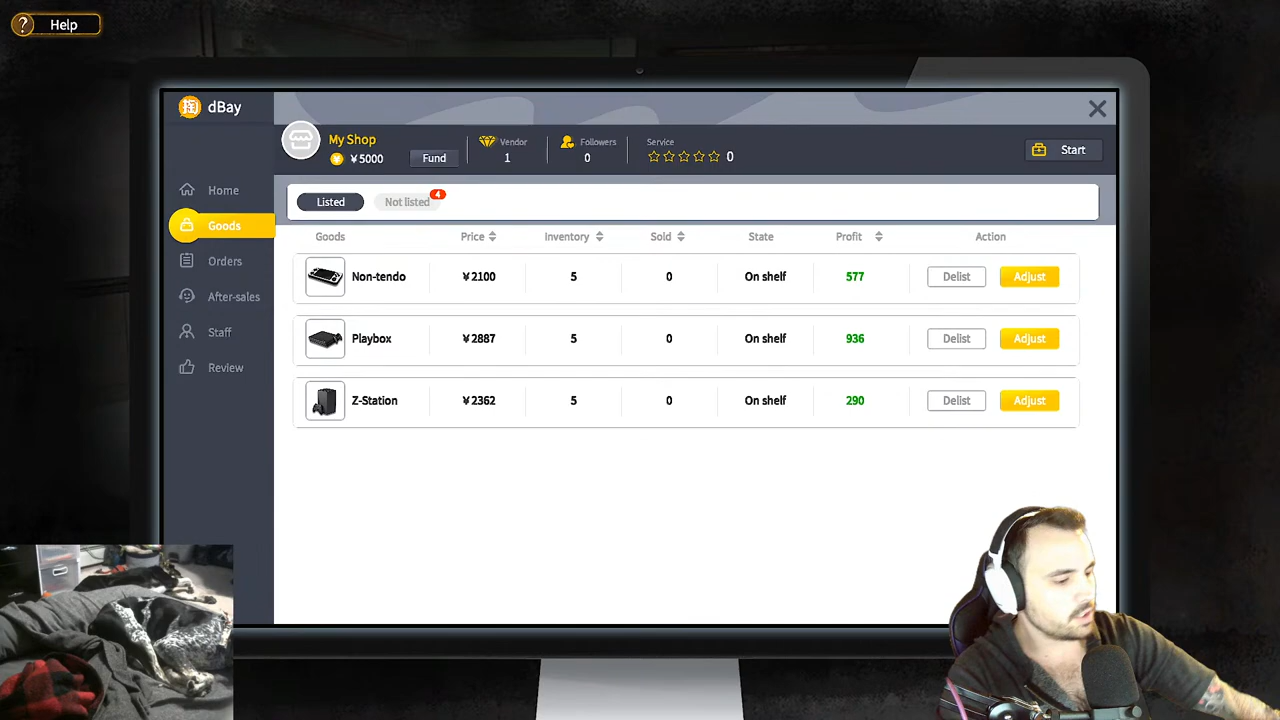 ? Help
掏 dBay
My Shop
¥5000
Fund
Vendor
1
Followers
0
Service
0
Start
Home
Goods
Orders
After-sales
Staff
Review
Listed
Not listed
4
Goods Price Inventory Sold State Profit Action
Non-tendo ¥2100 5 0 On shelf 577 Delist Adjust
Playbox ¥2887 5 0 On shelf 936 Delist Adjust
Z-Station ¥2362 5 0 On shelf 290 Delist Adjust